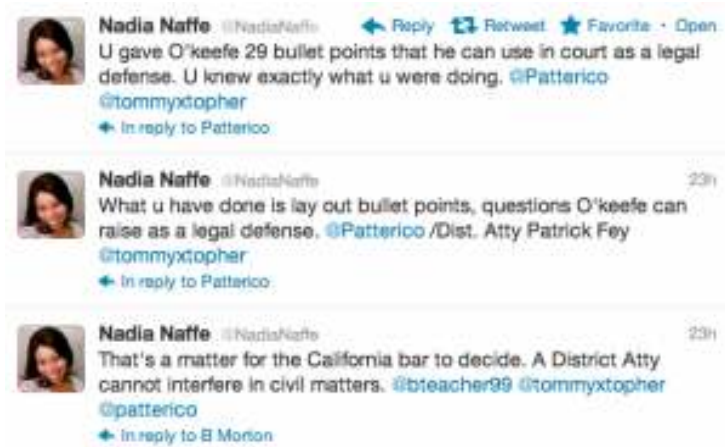 Nadia Naffe @NadiaNaffe Reply Retweet Favorite · Open
U gave O'keefe 29 bullet points that he can use in court as a legal
defense. U knew exactly what u were doing. @Patterico
@tommyxtopher
In reply to Patterico
Nadia Naffe @NadiaNaffe 23h
What u have done is lay out bullet points, questions O'keefe can
raise as a legal defense. @Patterico /Dist. Atty Patrick Fey
@tommyxtopher
In reply to Patterico
Nadia Naffe @NadiaNaffe 23h
That's a matter for the California bar to decide. A District Atty
cannot interfere in civil matters. @bteacher99 @tommyxtopher
@patterico
In reply to B Morton